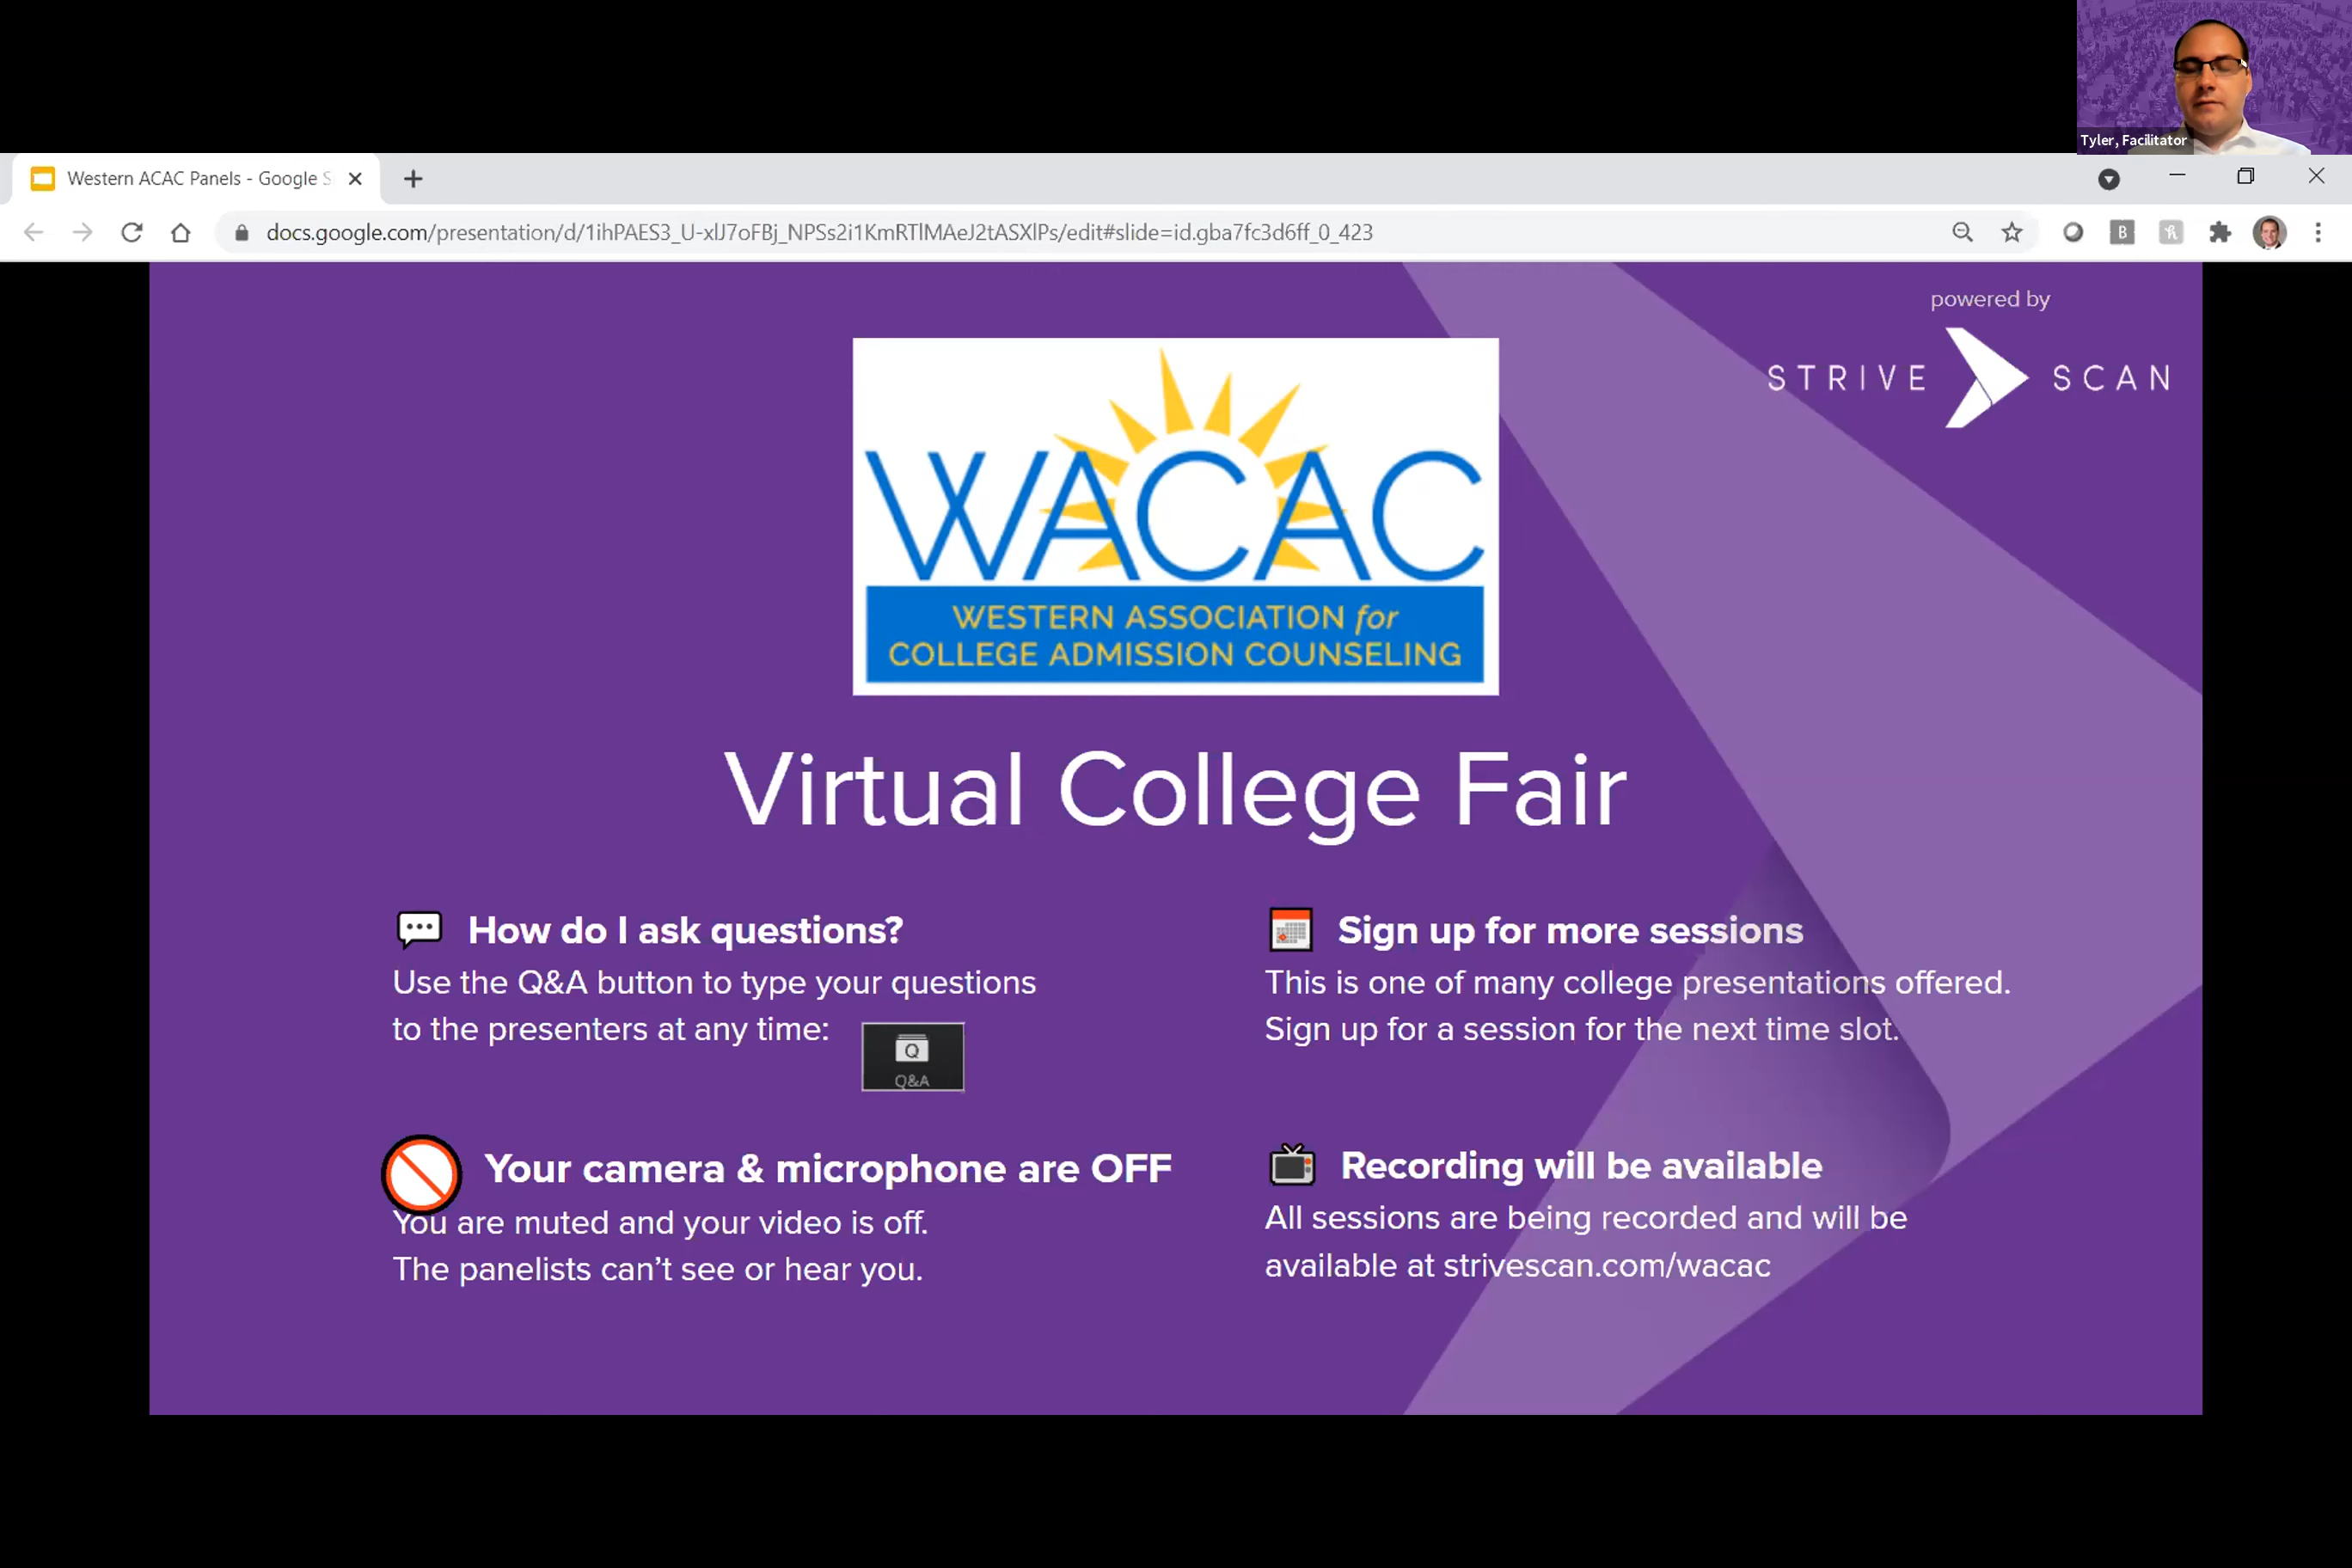 Tyler, Facilitator
Western ACAC Panels - Google S
docs.google.com/presentation/d/1ihPAES3_U-xlJ7oFBj_NPSs2i1KmRTlMAeJ2tASXlPs/edit#slide=id.gba7fc3d6ff_0_423
B
powered by
STRIVE SCAN
WACAC
WESTERN ASSOCIATION for
COLLEGE ADMISSION COUNSELING
Virtual College Fair
How do I ask questions?
Use the Q&A button to type your questions
to the presenters at any time:
Q
Q&A
Sign up for more sessions
This is one of many college presentations offered.
Sign up for a session for the next time slot.
Your camera & microphone are OFF
You are muted and your video is off.
The panelists can't see or hear you.
Recording will be available
All sessions are being recorded and will be
available at strivescan.com/wacac